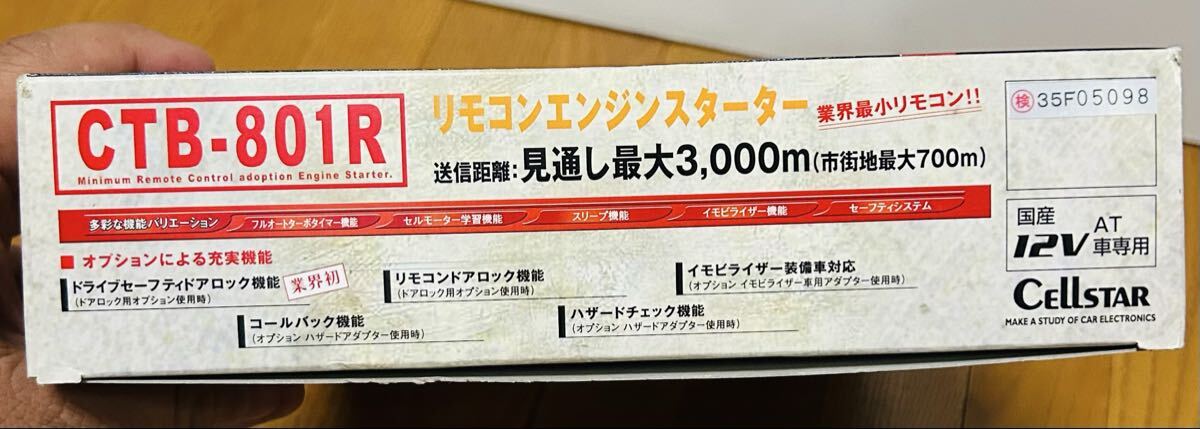 CTB-801R
Minimum Remote Control adoption Engine Starter.
リモコンエンジンスターター
業界最小リモコン!!
送信距離:見通し最大3,000m(市街地最大700m)
検 35F05098
多彩な機能バリエーション フルオートターボタイマー機能 セルモーター学習機能 スリープ機能 イモビライザー機能 セーフティシステム
国産
12V AT
車専用
■ オプションによる充実機能
ドライブセーフティドアロック機能 業界初
(ドアロック用オプション使用時)
リモコンドアロック機能
(ドアロック用オプション使用時)
イモビライザー装備車対応
(オプション イモビライザー車用アダプター使用時)
コールバック機能
(オプション ハザードアダプター使用時)
ハザードチェック機能
(オプション ハザードアダプター使用時)
CELLSTAR
MAKE A STUDY OF CAR ELECTRONICS